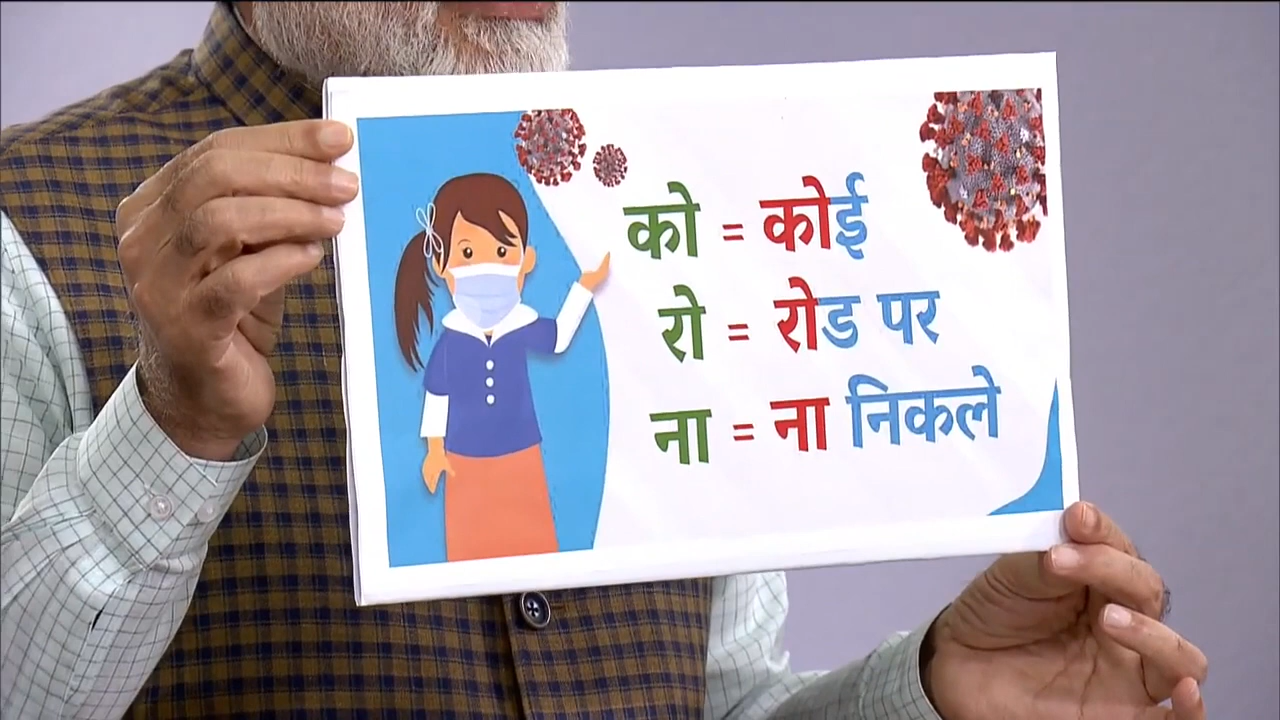 को = कोई
रो = रोड पर
ना = ना निकले